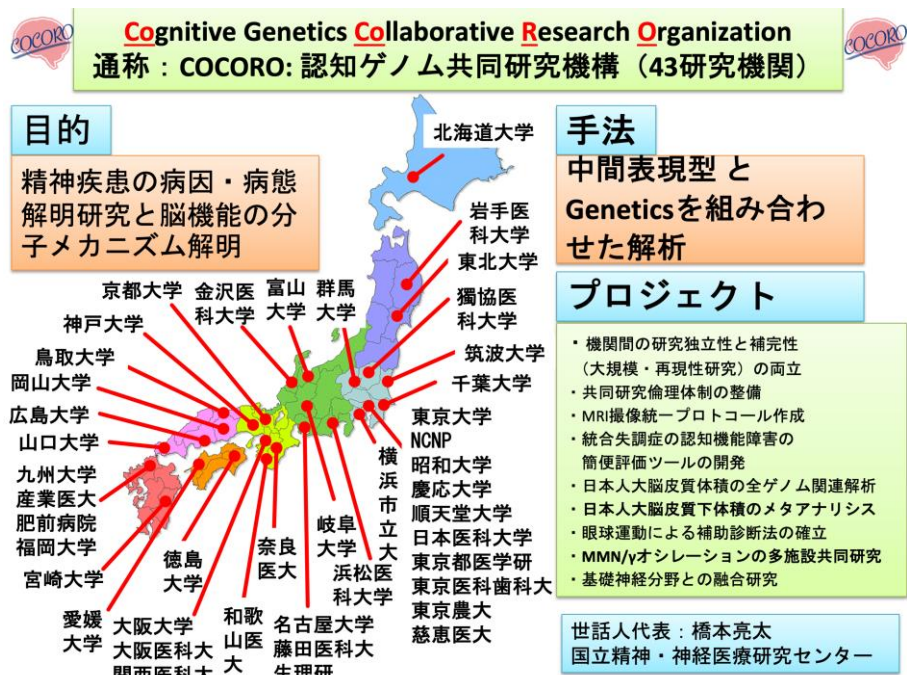 COCORO
Cognitive Genetics Collaborative Research Organization
COCORO
通称：COCORO: 認知ゲノム共同研究機構（43研究機関）
目的
精神疾患の病因・病態
解明研究と脳機能の分
子メカニズム解明
手法
中間表現型 と
Geneticsを組み合わ
せた解析
プロジェクト
・機関間の研究独立性と補完性
（大規模・再現性研究）の両立
・共同研究倫理体制の整備
・MRI撮像統一プロトコール作成
・統合失調症の認知機能障害の
簡便評価ツールの開発
・日本人大脳皮質体積の全ゲノム関連解析
・日本人大脳皮質下体積のメタアナリシス
・眼球運動による補助診断法の確立
・MMN/γオシレーションの多施設共同研究
・基礎神経分野との融合研究
世話人代表：橋本亮太
国立精神・神経医療研究センター
北海道大学
岩手医
科大学
東北大学
獨協医
科大学
筑波大学
千葉大学
東京大学
NCNP
昭和大学
慶応大学
順天堂大学
日本医科大学
東京都医学研
東京医科歯科大
東京農大
慈恵医大
横浜市立大
群馬
大学
富山
大学
金沢医
科大学
京都大学
神戸大学
鳥取大学
岡山大学
広島大学
山口大学
九州大学
産業医大
肥前病院
福岡大学
宮崎大学
愛媛
大学
徳島
大学
大阪大学
大阪医科大
関西医科大
和歌
山医
大
奈良
医大
名古屋大学
藤田医科大
生理研
岐阜
大学
浜松医
科大学